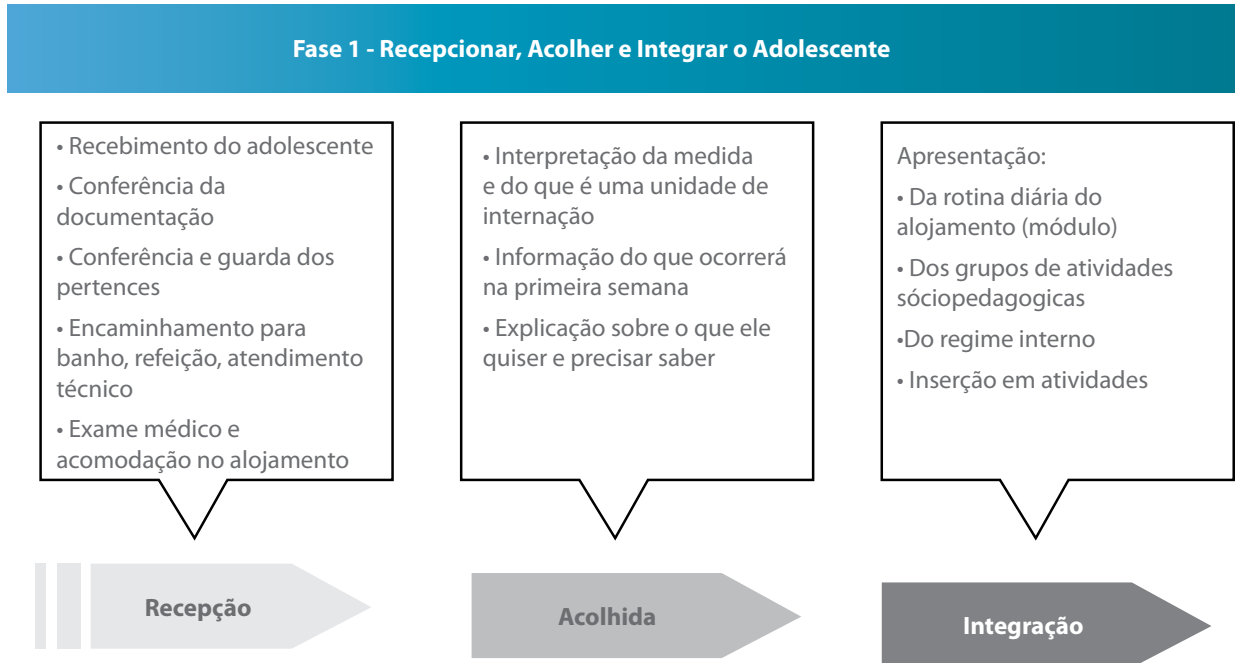 Fase 1 - Recepcionar, Acolher e Integrar o Adolescente
• Recebimento do adolescente
• Conferência da
documentação
• Conferência e guarda dos
pertences
• Encaminhamento para
banho, refeição, atendimento
técnico
• Exame médico e
acomodação no alojamento
Recepção
• Interpretação da medida
e do que é uma unidade de
internação
• Informação do que ocorrerá
na primeira semana
• Explicação sobre o que ele
quiser e precisar saber
Acolhida
Apresentação:
• Da rotina diária do
alojamento (módulo)
• Dos grupos de atividades
sóciopedagogicas
•Do regime interno
• Inserção em atividades
Integração